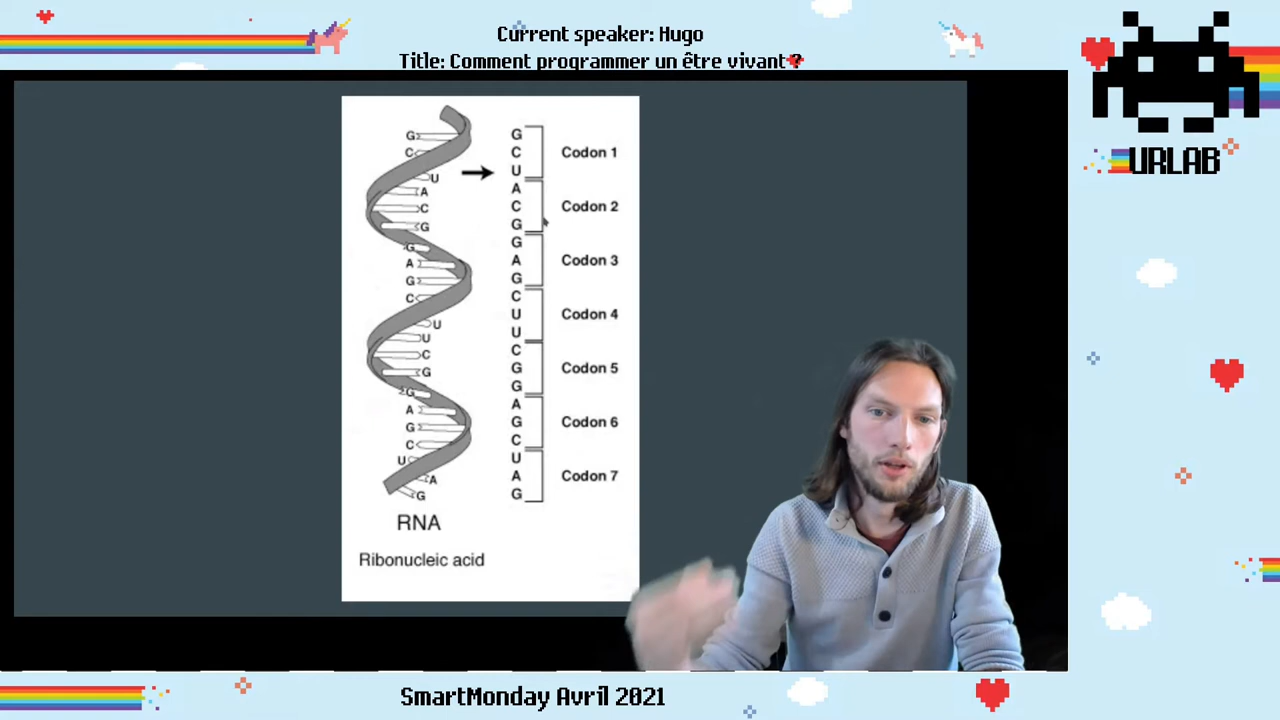 Current speaker: Hugo
Title: Comment programmer un être vivant ?
URLAB
G
C
U
A
C
G
G
A
G
C
U
U
C
G
G
A
G
C
U
A
G
RNA
Ribonucleic acid
G
C
U
Codon 1
A
C
G
Codon 2
G
A
G
Codon 3
C
U
U
Codon 4
C
G
G
Codon 5
A
G
C
Codon 6
U
A
G
Codon 7
SmartMonday Avril 2021